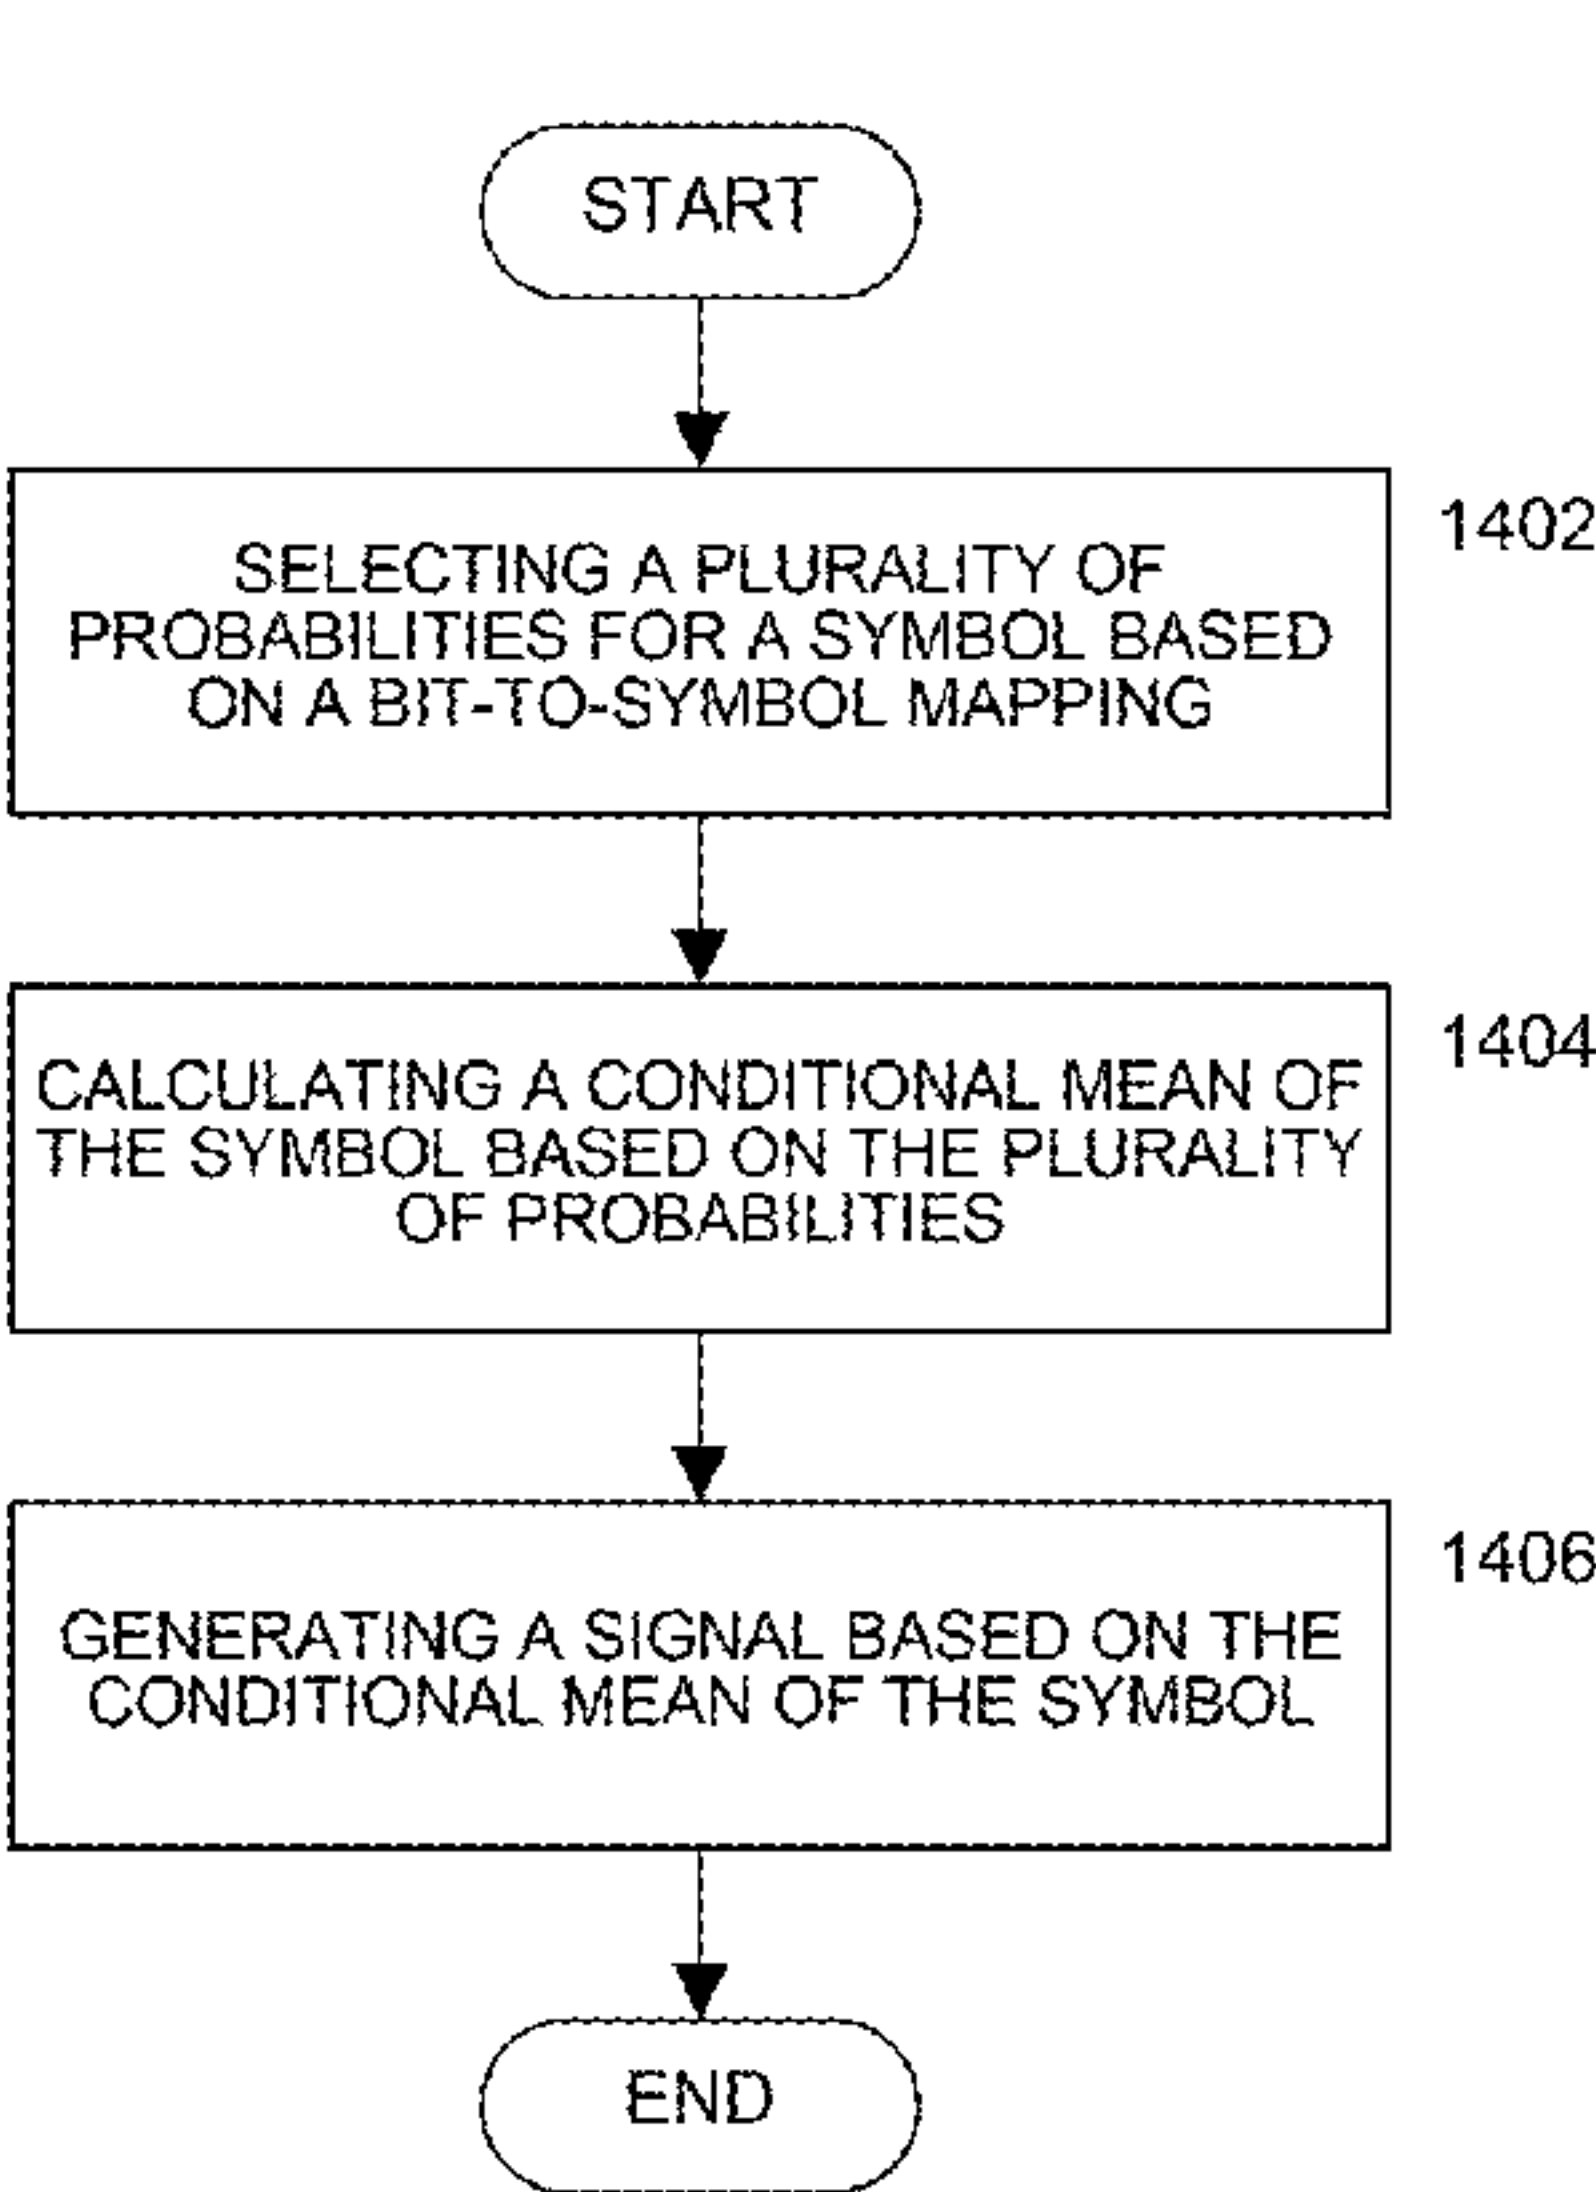 START
1402
SELECTING A PLURALITY OF
PROBABILITIES FOR A SYMBOL BASED
ON A BIT-TO-SYMBOL MAPPING
1404
CALCULATING A CONDITIONAL MEAN OF
THE SYMBOL BASED ON THE PLURALITY
OF PROBABILITIES
1406
GENERATING A SIGNAL BASED ON THE
CONDITIONAL MEAN OF THE SYMBOL
END